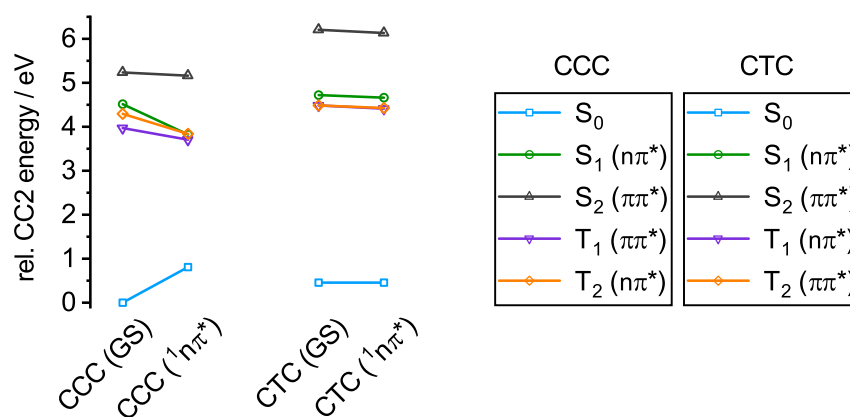 rel. CC2 energy / eV
6
5
4
3
2
1
0
CCC (GS)
CCC (¹nπ*)
CTC (GS)
CTC (¹nπ*)
CCC
S₀
S₁ (nπ*)
S₂ (ππ*)
T₁ (ππ*)
T₂ (nπ*)
CTC
S₀
S₁ (nπ*)
S₂ (ππ*)
T₁ (nπ*)
T₂ (ππ*)